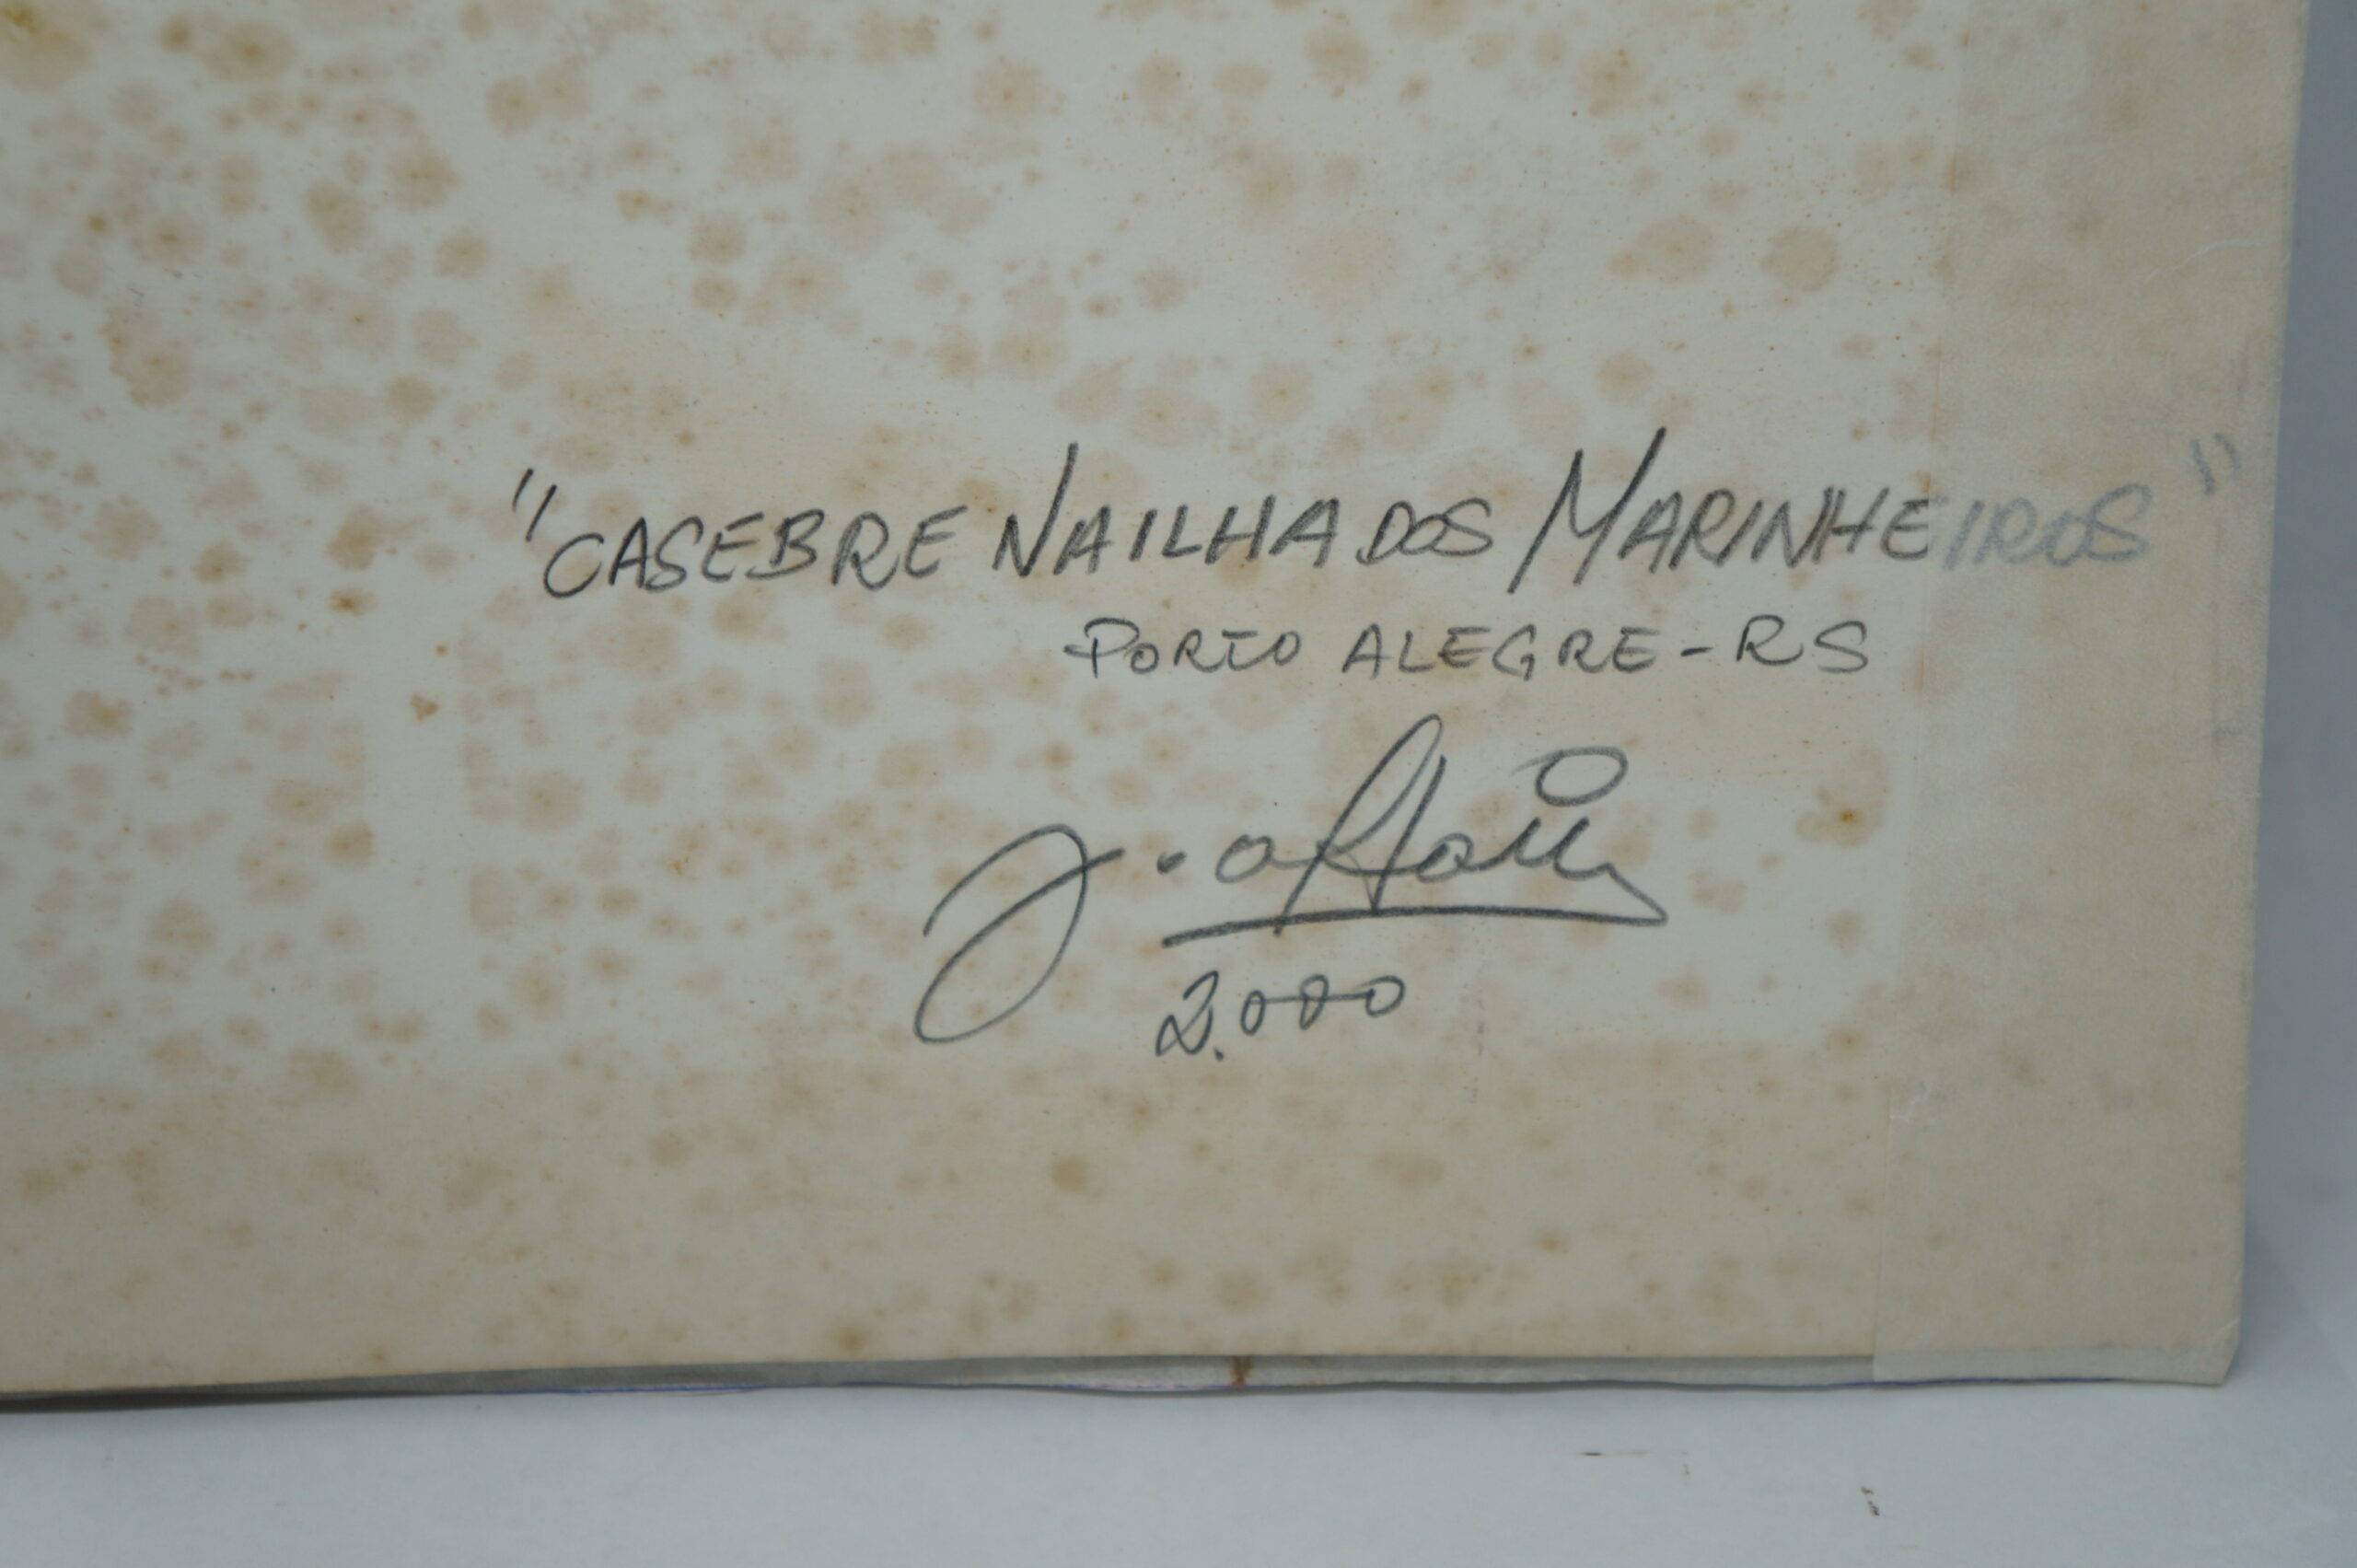 "CASEBRE NA ILHA DOS MARINHEIROS"
PORTO ALEGRE-RS
2.000